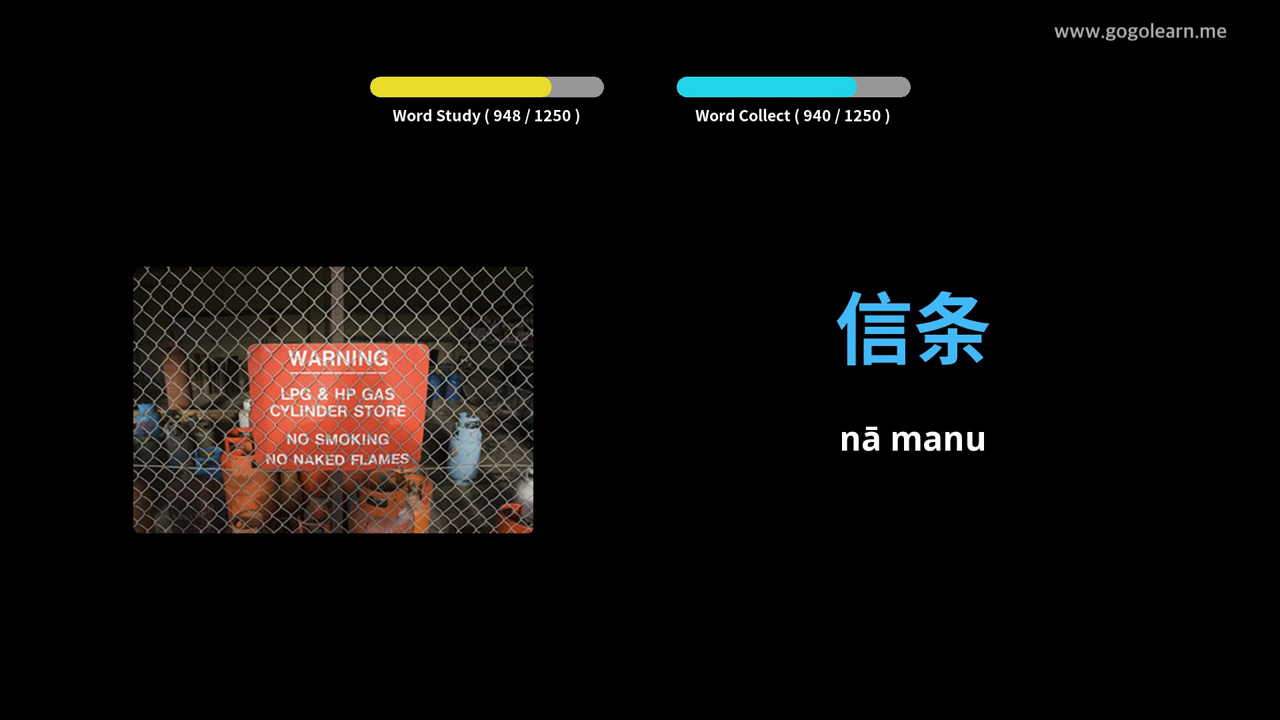 www.gogolearn.me
Word Study ( 948 / 1250 )
Word Collect ( 940 / 1250 )
WARNING
LPG & HP GAS
CYLINDER STORE
NO SMOKING
NO NAKED FLAMES
信条
nā manu